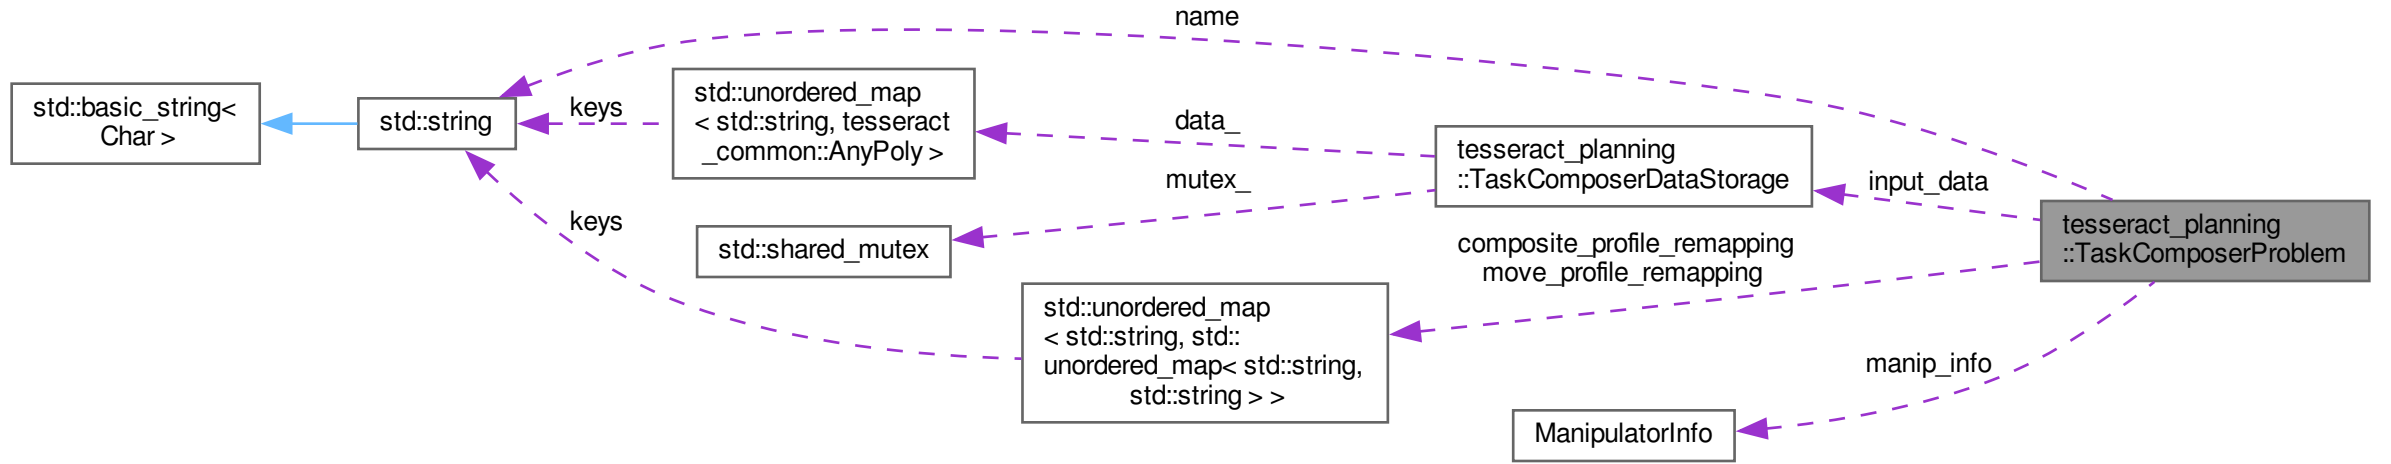 name
std::basic_string<
Char >
std::string
keys
std::unordered_map
< std::string, tesseract
_common::AnyPoly >
data_
mutex_
tesseract_planning
::TaskComposerDataStorage
input_data
tesseract_planning
::TaskComposerProblem
keys
std::shared_mutex
composite_profile_remapping
move_profile_remapping
std::unordered_map
< std::string, std::
unordered_map< std::string,
std::string > >
manip_info
ManipulatorInfo